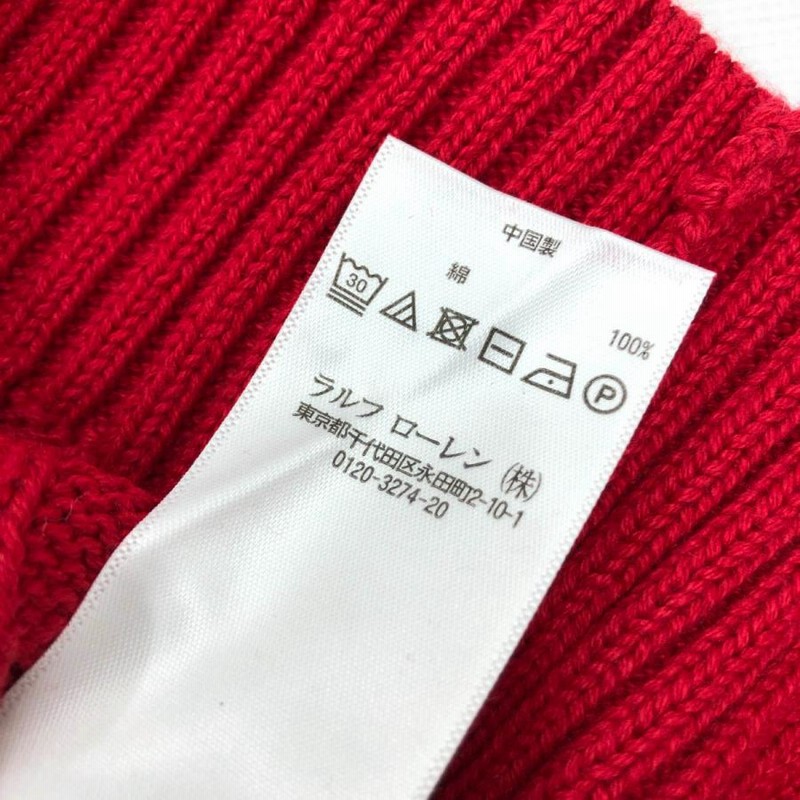 中国製
綿 100%
30
P
ラルフ ローレン (株)
東京都千代田区永田町2-10-1
0120-3274-20